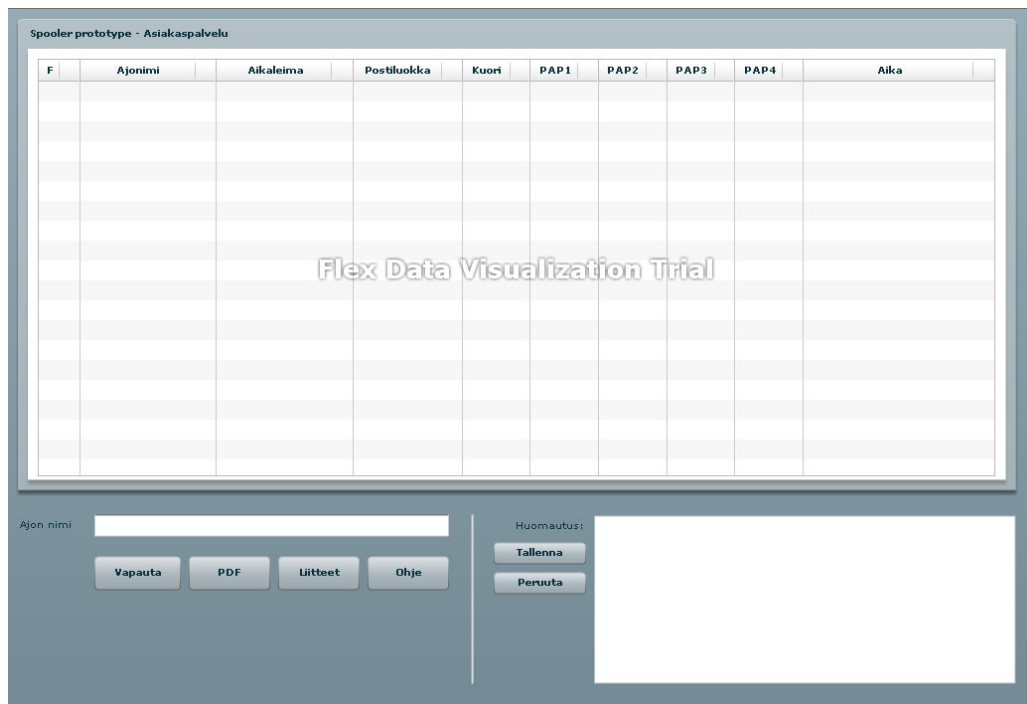 Spooler prototype - Asiakaspalvelu
F Ajonimi Aikaleima Postiluokka Kuori PAP1 PAP2 PAP3 PAP4 Aika
Flex Data Visualization Trial
Ajon nimi
Vapauta PDF Liitteet Ohje
Huomautus:
Tallenna
Peruuta